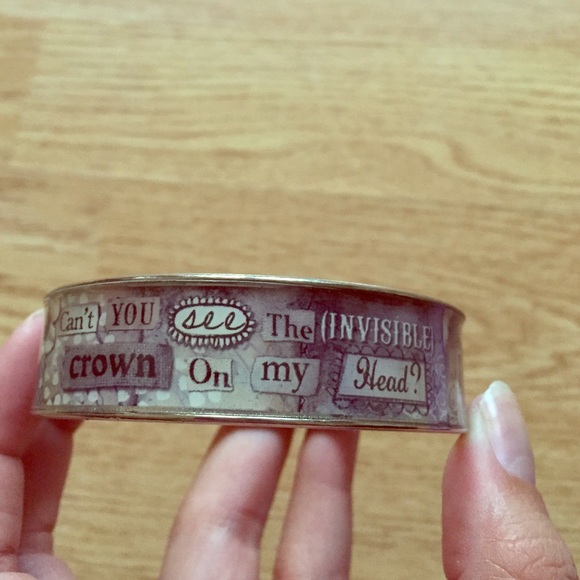 Can't YOU see The (INVISIBLE
crown On my Head?